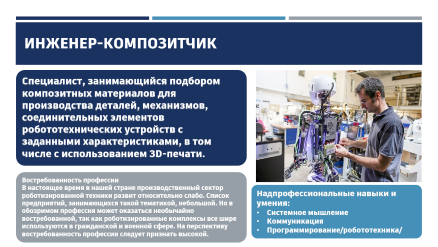 ИНЖЕНЕР-КОМПОЗИТЧИК
Специалист, занимающийся подбором
композитных материалов для
производства деталей, механизмов,
соединительных элементов
робототехнических устройств с
заданными характеристиками, в том
числе с использованием 3D-печати.
Востребованность профессии
В настоящее время в нашей стране производственный сектор
роботизированной техники развит относительно слабо. Список
предприятий, занимающихся такой тематикой, небольшой. Но в
обозримом профессия может оказаться необычайно
востребованной, так как роботизированные комплексы все шире
используются в гражданской и военной сфере. На перспективу
востребованность профессии следует признать высокой.
Надпрофессиональные навыки и
умения:
• Системное мышление
• Коммуникация
• Программирование/робототехника/